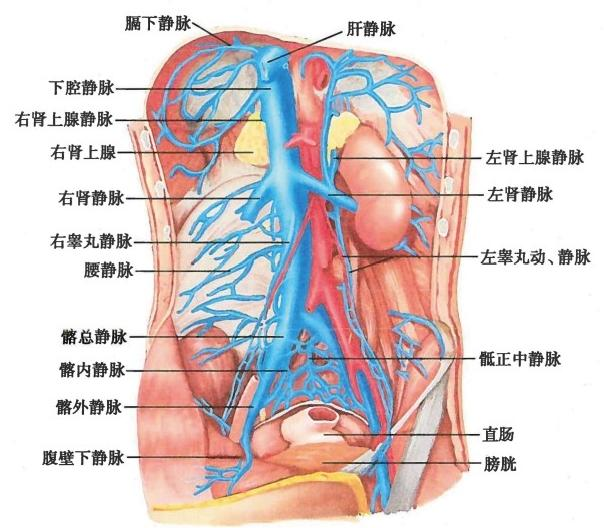 膈下静脉
肝静脉
下腔静脉
右肾上腺静脉
右肾上腺
左肾上腺静脉
右肾静脉
左肾静脉
右睾丸静脉
左睾丸动、静脉
腰静脉
髂总静脉
骶正中静脉
髂内静脉
髂外静脉
直肠
腹壁下静脉
膀胱